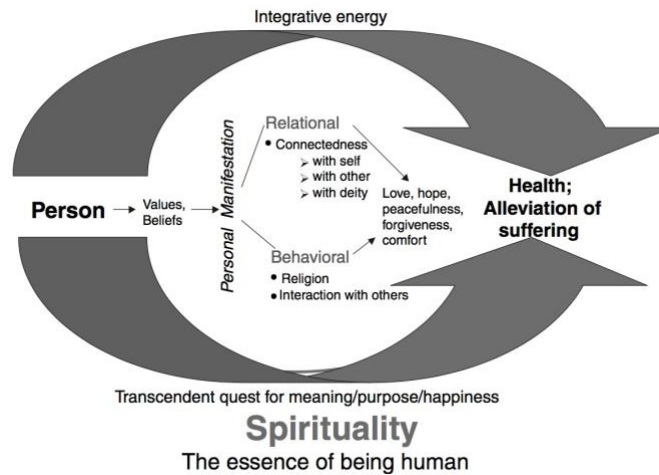 Integrative energy
Personal Manifestation
Relational
• Connectedness
➢ with self
➢ with other
➢ with deity
Person
Values,
Beliefs
Love, hope,
peacefulness,
forgiveness,
comfort
Health;
Alleviation of
suffering
Behavioral
• Religion
• Interaction with others
Transcendent quest for meaning/purpose/happiness
Spirituality
The essence of being human